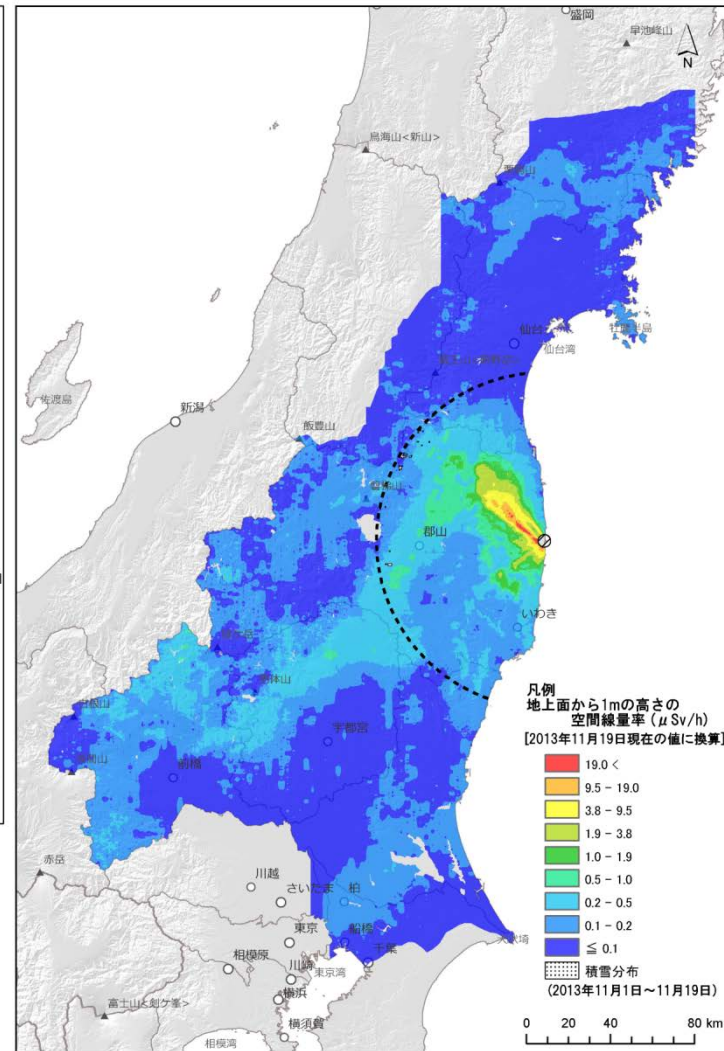 盛岡
早池峰山
N
鳥海山<新山>
仙台
仙台湾
牡鹿半島
佐渡島
新潟
飯豊山
郡山
いわき
宇都宮
前橋
赤岳
川越
さいたま
柏
東京
船橋
千葉
相模原
川崎
東京湾
横浜
富士山<剣ケ峯>
横須賀
相模湾
凡例
地上面から1mの高さの
空間線量率(μSv/h)
[2013年11月19日現在の値に換算]
19.0 <
9.5 - 19.0
3.8 - 9.5
1.9 - 3.8
1.0 - 1.9
0.5 - 1.0
0.2 - 0.5
0.1 - 0.2
≦ 0.1
積雪分布
(2013年11月1日~11月19日)
0 20 40 60 80 km